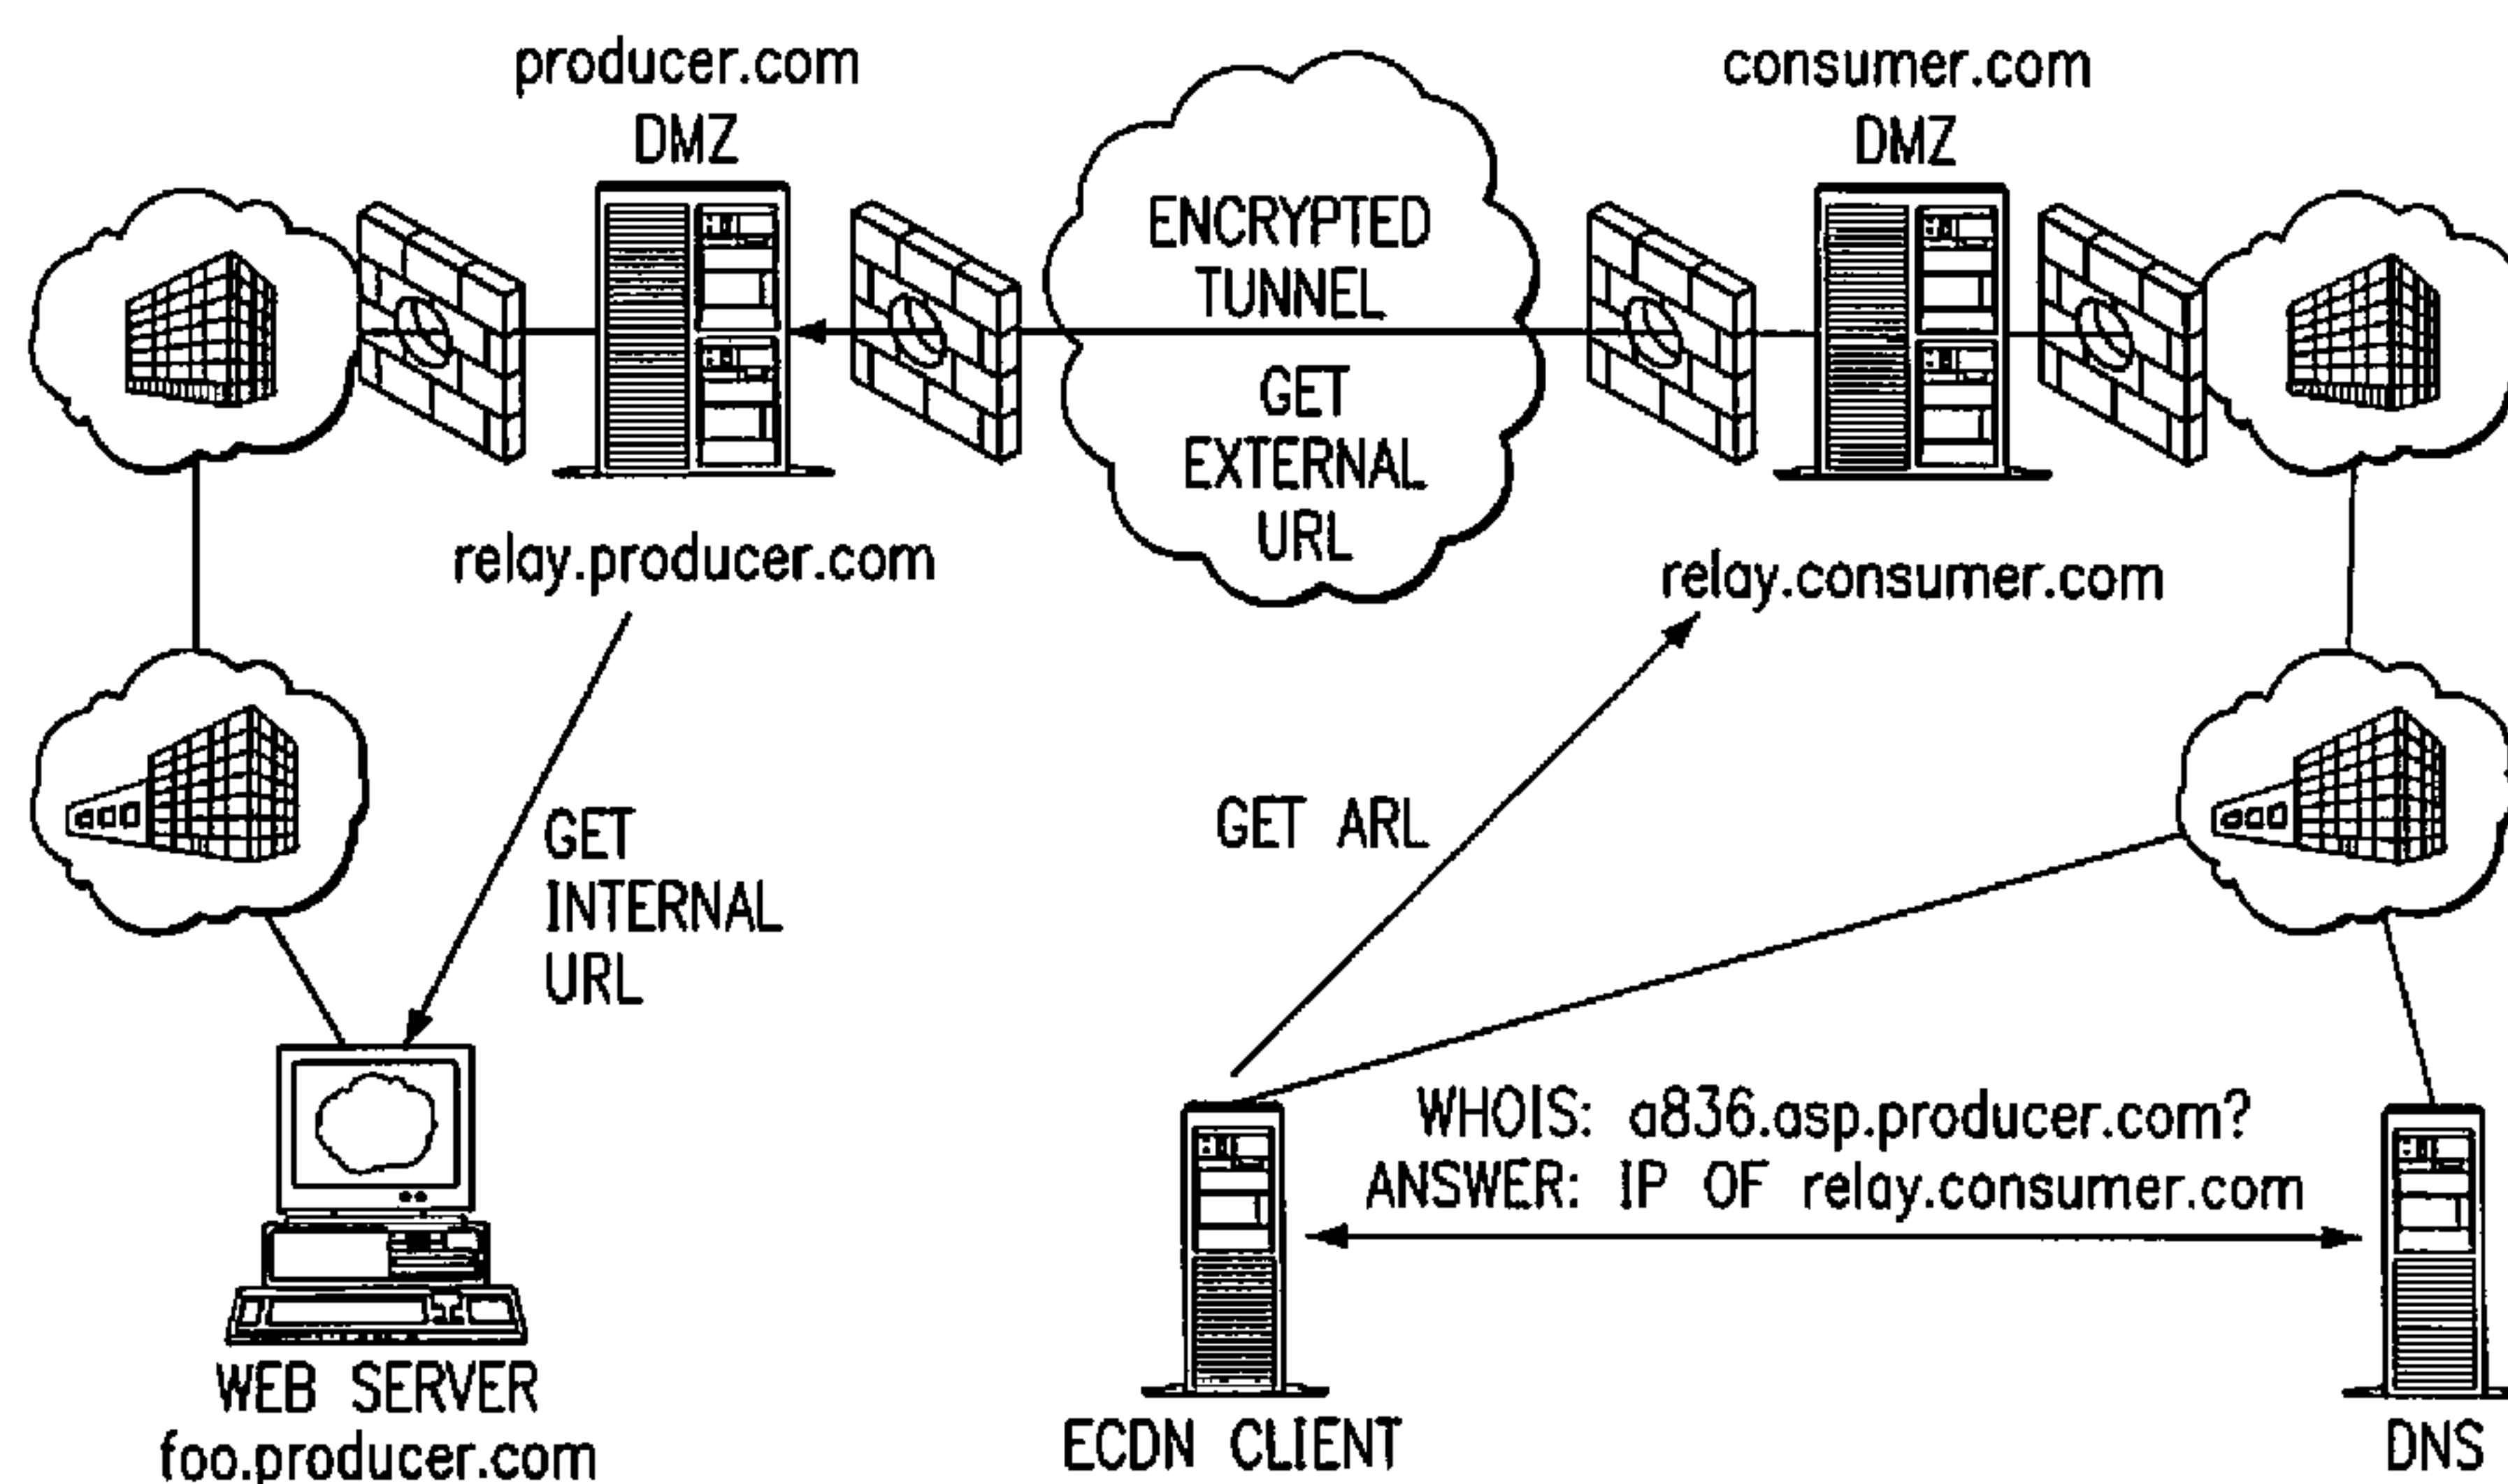 producer.com
DMZ
consumer.com
DMZ
ENCRYPTED
TUNNEL
GET
EXTERNAL
URL
relay.producer.com
relay.consumer.com
GET
INTERNAL
URL
GET ARL
WHOIS: a836.asp.producer.com?
ANSWER: IP OF relay.consumer.com
WEB SERVER
foo.producer.com
ECDN CLIENT
DNS